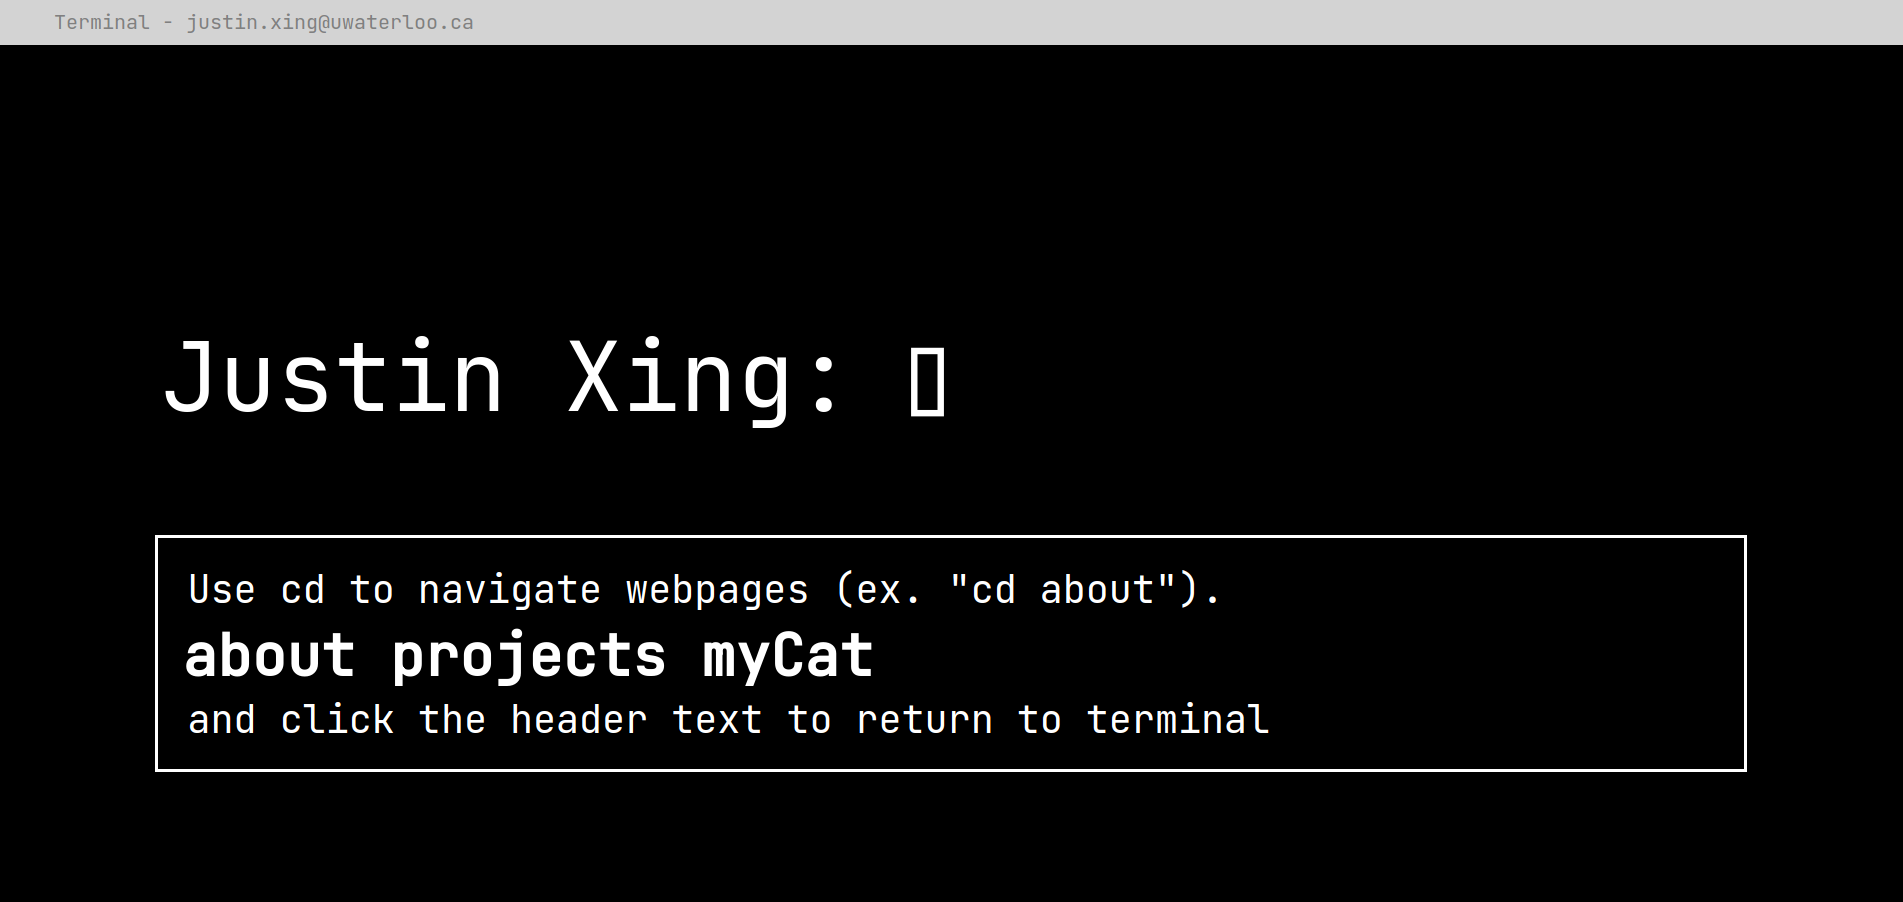 Terminal - justin.xing@uwaterloo.ca
Justin Xing: ▯
Use cd to navigate webpages (ex. "cd about").
about projects myCat
and click the header text to return to terminal